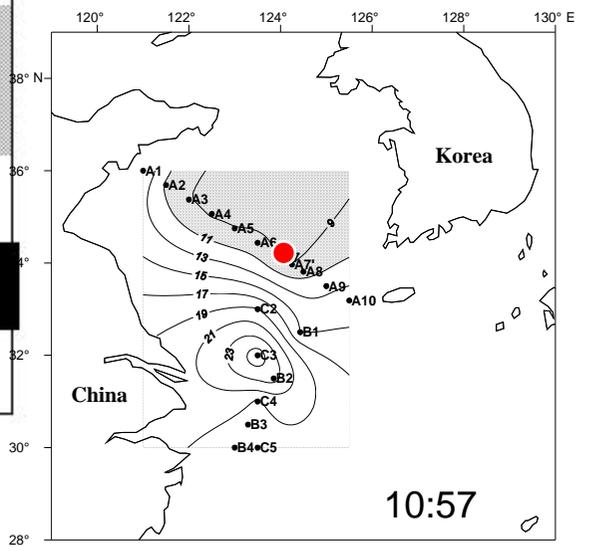 120° 122° 124° 126° 128° 130° E
38° N
36°
34°
32°
30°
28°
Korea
China
A1
A2
A3
A4
A5
A6
A7'
A8
A9
A10
C2
B1
C3
B2
C4
B3
B4 C5
9
11
13
15
17
19
21
23
10:57